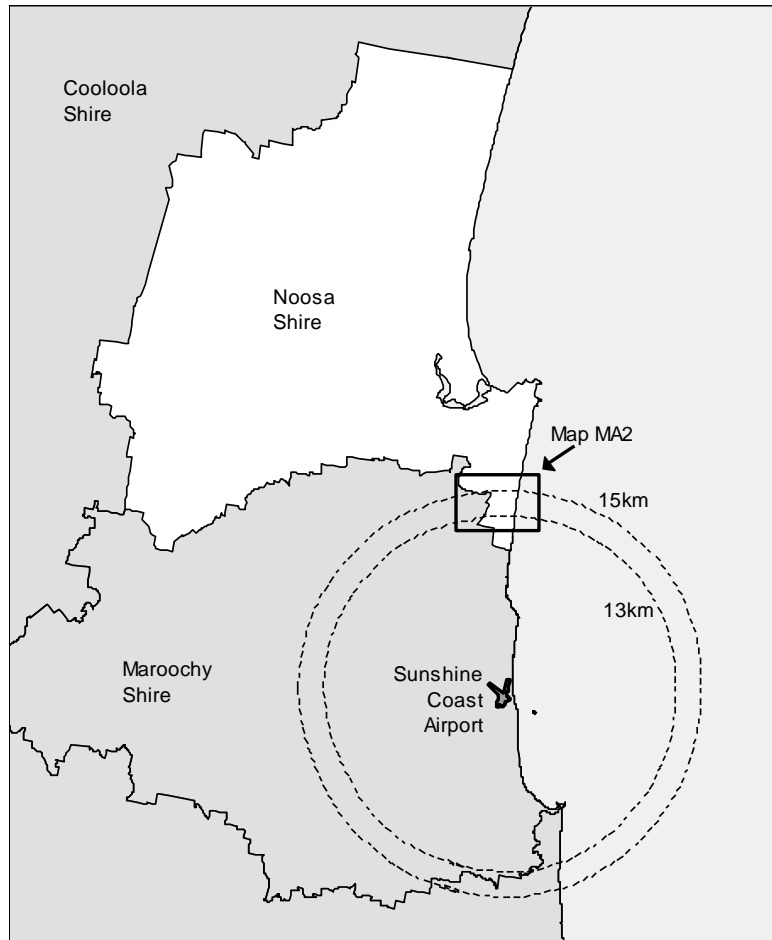 Cooloola
Shire
Noosa
Shire
Map MA2
15km
13km
Maroochy
Shire
Sunshine
Coast
Airport